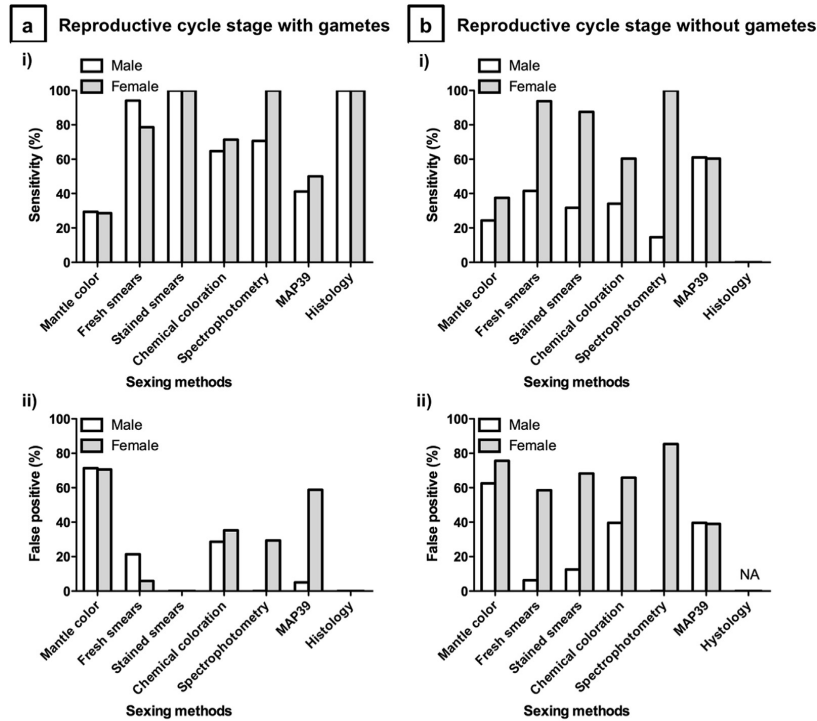 a Reproductive cycle stage with gametes
i)
Male
Female
Sensitivity (%)
100
80
60
40
20
0
Mantle color
Fresh smears
Stained smears
Chemical coloration
Spectrophotometry
MAP39
Histology
Sexing methods
ii)
Male
Female
False positive (%)
100
80
60
40
20
0
Mantle color
Fresh smears
Stained smears
Chemical coloration
Spectrophotometry
MAP39
Histology
Sexing methods
b Reproductive cycle stage without gametes
i)
Male
Female
Sensitivity (%)
100
80
60
40
20
0
Mantle color
Fresh smears
Stained smears
Chemical coloration
Spectrophotometry
MAP39
Histology
Sexing methods
ii)
Male
Female
False positive (%)
100
80
60
40
20
0
NA
Mantle color
Fresh smears
Stained smears
Chemical coloration
Spectrophotometry
MAP39
Hystology
Sexing methods